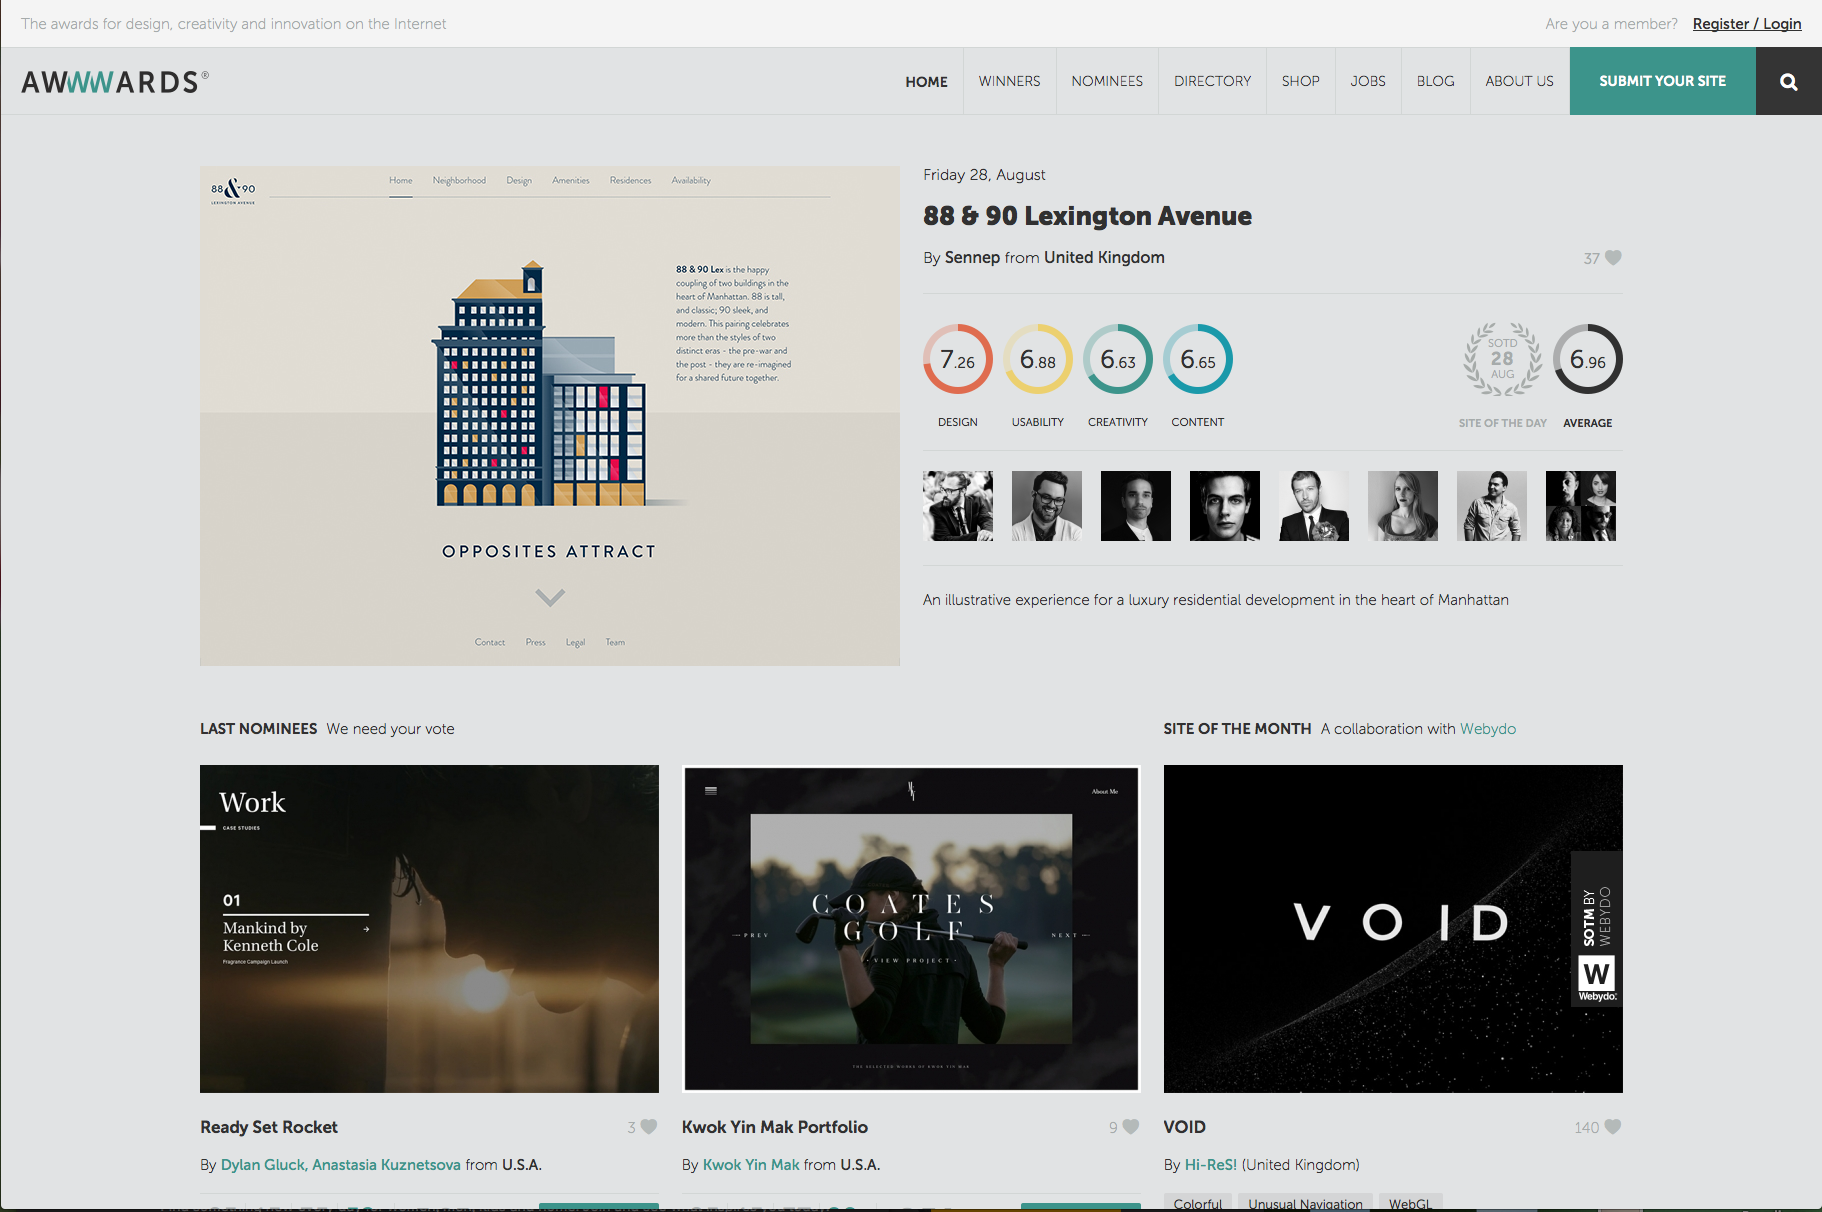 The awards for design, creativity and innovation on the Internet
Are you a member? Register / Login
AWWWARDS®
HOME WINNERS NOMINEES DIRECTORY SHOP JOBS BLOG ABOUT US SUBMIT YOUR SITE
88 & 90
LEXINGTON AVENUE
Home Neighborhood Design Amenities Residences Availability
88 & 90 Lex is the happy
coupling of two buildings in the
heart of Manhattan. 88 is tall,
and classic; 90 sleek, and
modern. This pairing celebrates
more than the styles of two
distinct eras - the pre-war and
the post - they are re-imagined
for a shared future together.
OPPOSITES ATTRACT
Contact Press Legal Team
Friday 28, August
88 & 90 Lexington Avenue
By Sennep from United Kingdom
37
7.26 6.88 6.63 6.65
DESIGN USABILITY CREATIVITY CONTENT
SOTD
28
AUG
6.96
SITE OF THE DAY AVERAGE
An illustrative experience for a luxury residential development in the heart of Manhattan
LAST NOMINEES We need your vote
SITE OF THE MONTH A collaboration with Webydo
Work
CASE STUDIES
01
Mankind by
Kenneth Cole
Fragrance Campaign Launch
About Me
COATES
GOLF
PREV
NEXT
VIEW PROJECT
THE SELECTED WORKS OF KWOK YIN MAK
VOID
SOTM BY
WEBYDO
W
Webydo
Ready Set Rocket
3
By Dylan Gluck, Anastasia Kuznetsova from U.S.A.
Kwok Yin Mak Portfolio
9
By Kwok Yin Mak from U.S.A.
VOID
140
By Hi-ReS! (United Kingdom)
Colorful Unusual Navigation WebGL